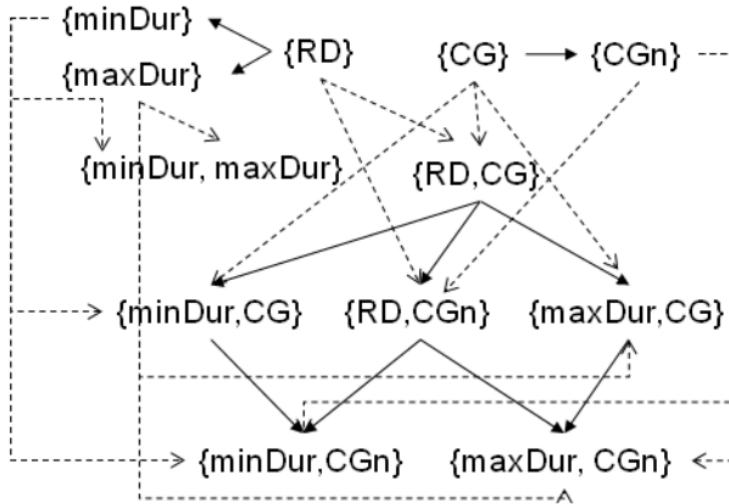 {minDur}
{maxDur}
{RD}
{CG}
{CGn}
{minDur, maxDur}
{RD,CG}
{minDur,CG}
{RD,CGn}
{maxDur,CG}
{minDur,CGn}
{maxDur, CGn}